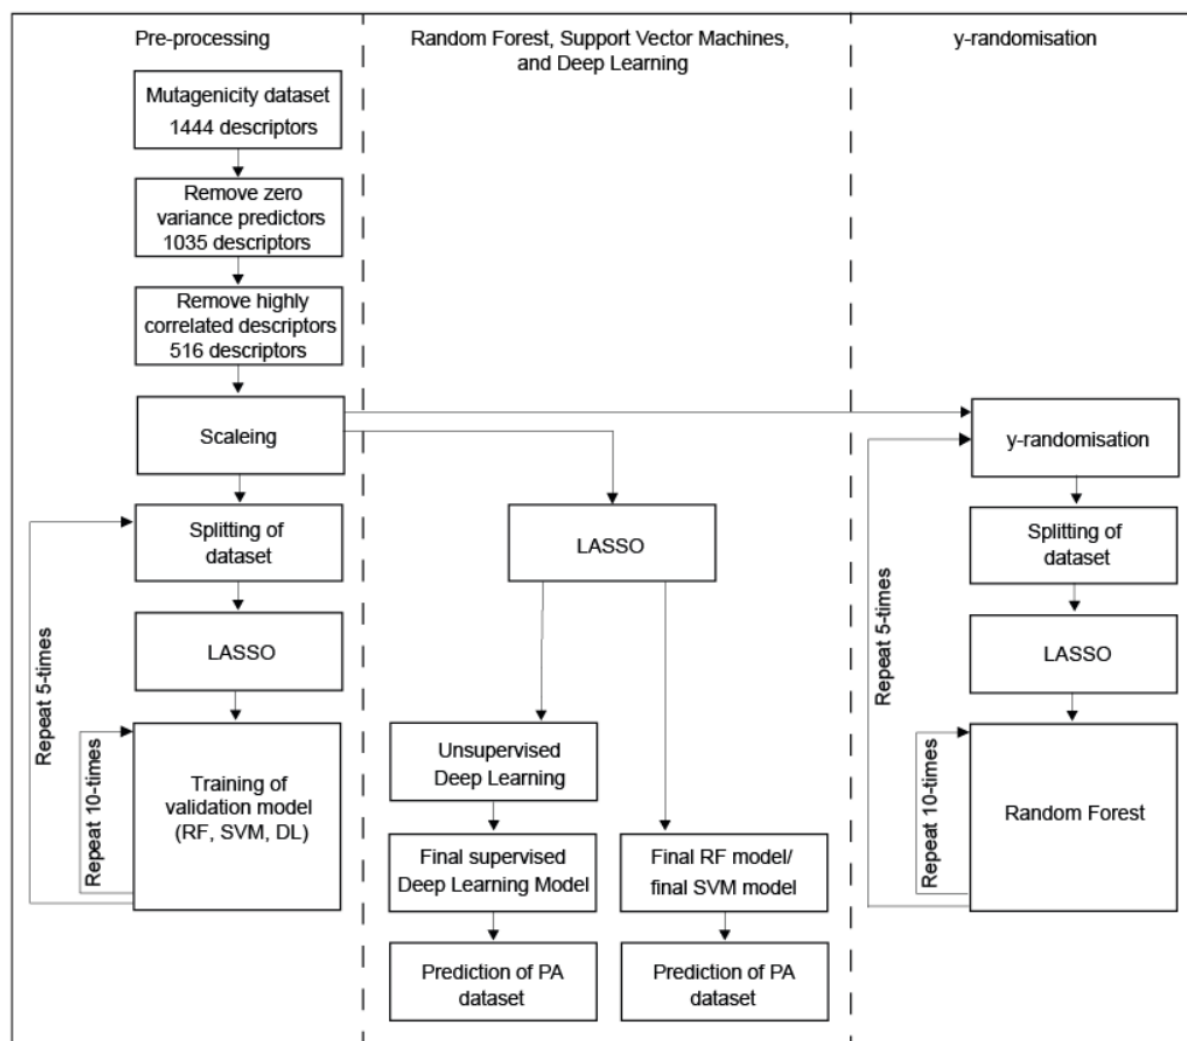 Pre-processing
Mutagenicity dataset
1444 descriptors
Remove zero
variance predictors
1035 descriptors
Remove highly
correlated descriptors
516 descriptors
Scaleing
Splitting of
dataset
LASSO
Training of
validation model
(RF, SVM, DL)
Repeat 5-times
Repeat 10-times
Random Forest, Support Vector Machines,
and Deep Learning
LASSO
Unsupervised
Deep Learning
Final supervised
Deep Learning Model
Prediction of PA
dataset
Final RF model/
final SVM model
Prediction of PA
dataset
y-randomisation
y-randomisation
Splitting of
dataset
LASSO
Random Forest
Repeat 5-times
Repeat 10-times